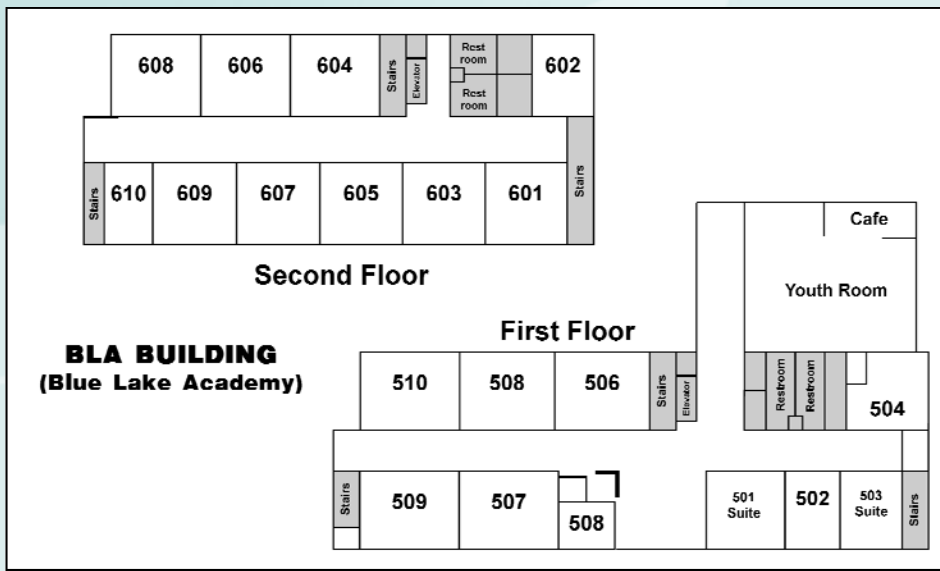 608
606
604
Stairs
Elevator
Rest
room
Rest
room
602
Stairs
610
609
607
605
603
601
Stairs
Second Floor
Cafe
Youth Room
First Floor
BLA BUILDING
(Blue Lake Academy)
510
508
506
Stairs
Elevator
Restroom
Restroom
504
Stairs
509
507
508
501
Suite
502
503
Suite
Stairs